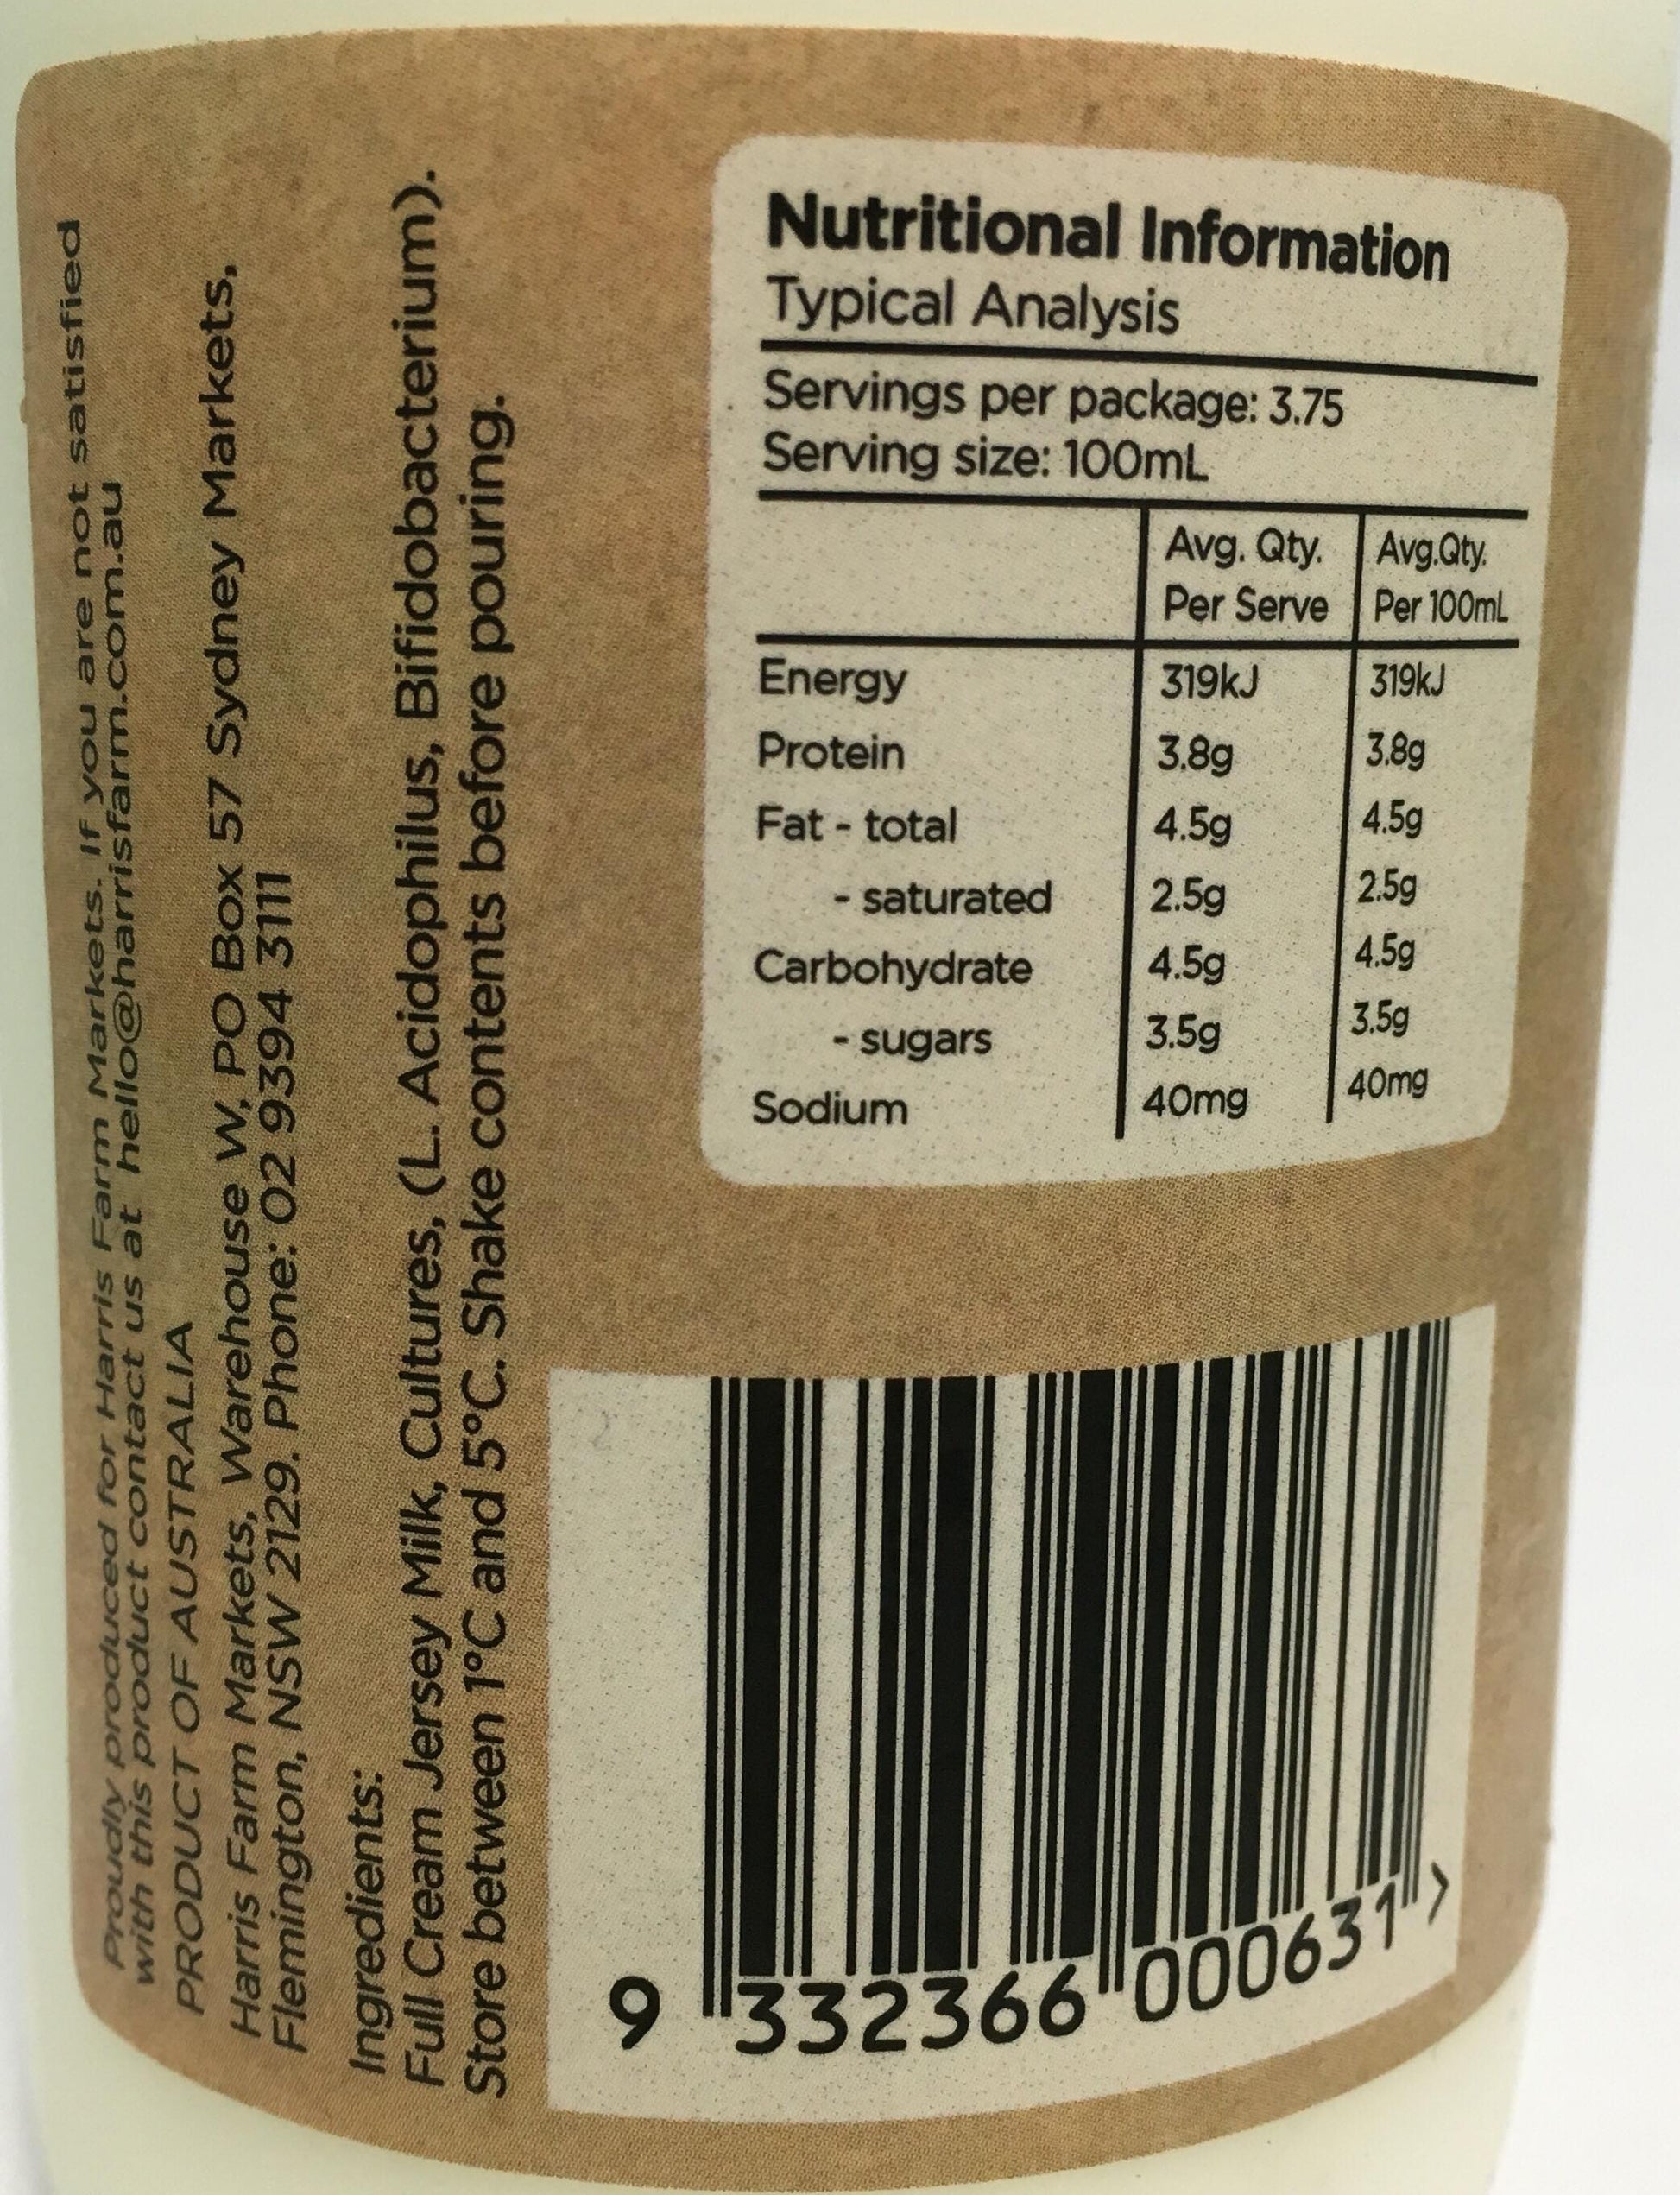 Proudly produced for Harris Farm Markets. If you are not satisfied
with this product contact us at hello@harrisfarm.com.au
PRODUCT OF AUSTRALIA
Harris Farm Markets, Warehouse W, PO Box 57 Sydney Markets,
Flemington, NSW 2129. Phone: 02 9394 3111
Ingredients:
Full Cream Jersey Milk, Cultures, (L. Acidophilus, Bifidobacterium).
Store between 1°C and 5°C. Shake contents before pouring.
Nutritional Information
Typical Analysis
Servings per package: 3.75
Serving size: 100mL
Avg. Qty. Avg.Qty.
Per Serve Per 100mL
Energy 319kJ 319kJ
Protein 3.8g 3.8g
Fat - total 4.5g 4.5g
- saturated 2.5g 2.5g
Carbohydrate 4.5g 4.5g
- sugars 3.5g 3.5g
Sodium 40mg 40mg
9 332366 000631 >